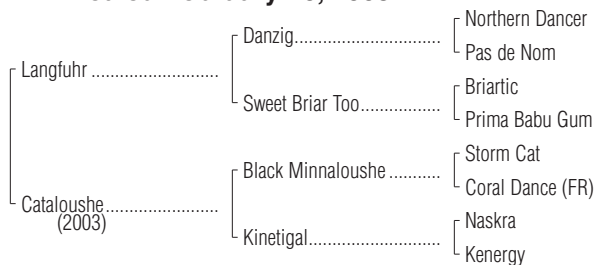 Northern Dancer
Danzig
Pas de Nom
Langfuhr
Briartic
Sweet Briar Too
Prima Babu Gum
Storm Cat
Black Minnaloushe
Coral Dance (FR)
Cataloushe
(2003)
Naskra
Kinetigal
Kenergy